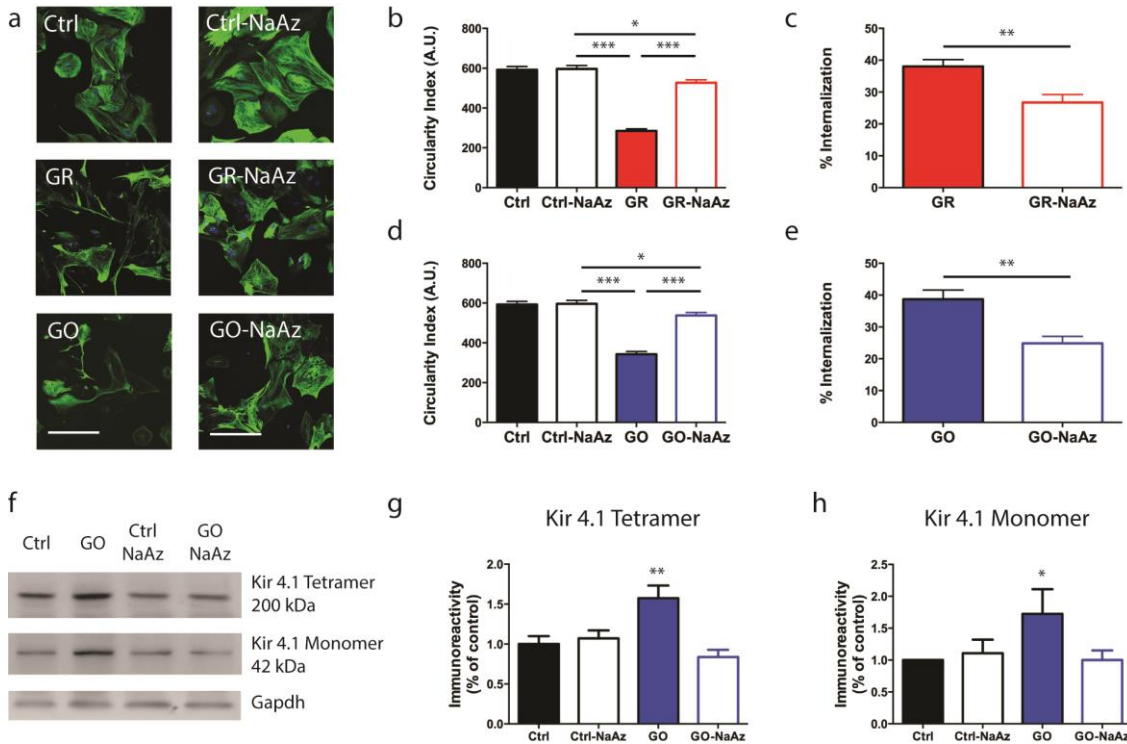 a
Ctrl
Ctrl-NaAz
GR
GR-NaAz
GO
GO-NaAz
b
Circularity Index (A.U.)
800
600
400
200
0
*
*** ***
Ctrl Ctrl-NaAz GR GR-NaAz
c
% Internalization
50
40
30
20
10
0
**
GR GR-NaAz
d
Circularity Index (A.U.)
800
600
400
200
0
*
*** ***
Ctrl Ctrl-NaAz GO GO-NaAz
e
% Internalization
50
40
30
20
10
0
**
GO GO-NaAz
f
Ctrl GO Ctrl NaAz GO NaAz
Kir 4.1 Tetramer
200 kDa
Kir 4.1 Monomer
42 kDa
Gapdh
g
Kir 4.1 Tetramer
Immunoreactivity
(% of control)
2.0
1.5
1.0
0.5
0.0
**
Ctrl Ctrl-NaAz GO GO-NaAz
h
Kir 4.1 Monomer
Immunoreactivity
(% of control)
2.5
2.0
1.5
1.0
0.5
0.0
*
Ctrl Ctrl-NaAz GO GO-NaAz